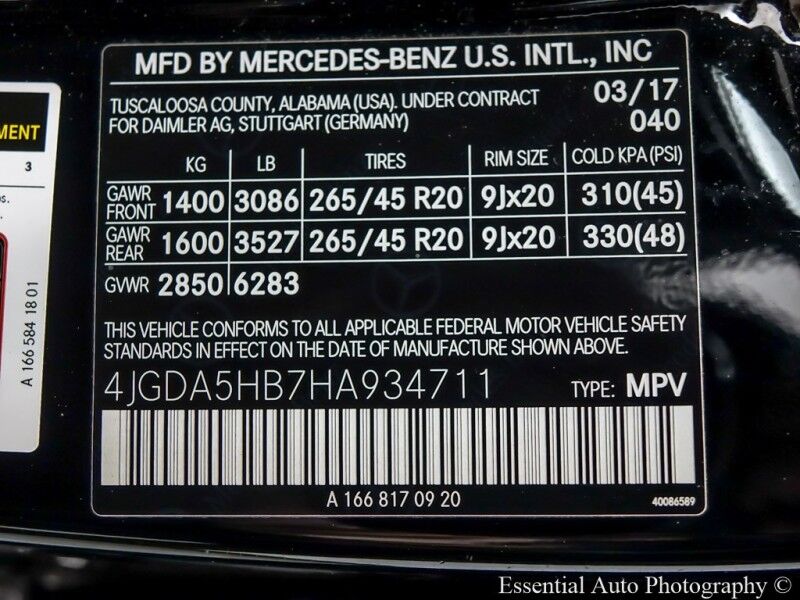 MFD BY MERCEDES-BENZ U.S. INTL., INC
TUSCALOOSA COUNTY, ALABAMA (USA). UNDER CONTRACT
FOR DAIMLER AG, STUTTGART (GERMANY)
03/17
040
KG LB TIRES RIM SIZE COLD KPA (PSI)
GAWR FRONT 1400 3086 265/45 R20 9Jx20 310(45)
GAWR REAR 1600 3527 265/45 R20 9Jx20 330(48)
GVWR 2850 6283
THIS VEHICLE CONFORMS TO ALL APPLICABLE FEDERAL MOTOR VEHICLE SAFETY
STANDARDS IN EFFECT ON THE DATE OF MANUFACTURE SHOWN ABOVE.
4JGDA5HB7HA934711 TYPE: MPV
A 166 817 09 20 40086589
MENT
3
A 166 584 18 01
Essential Auto Photography ©